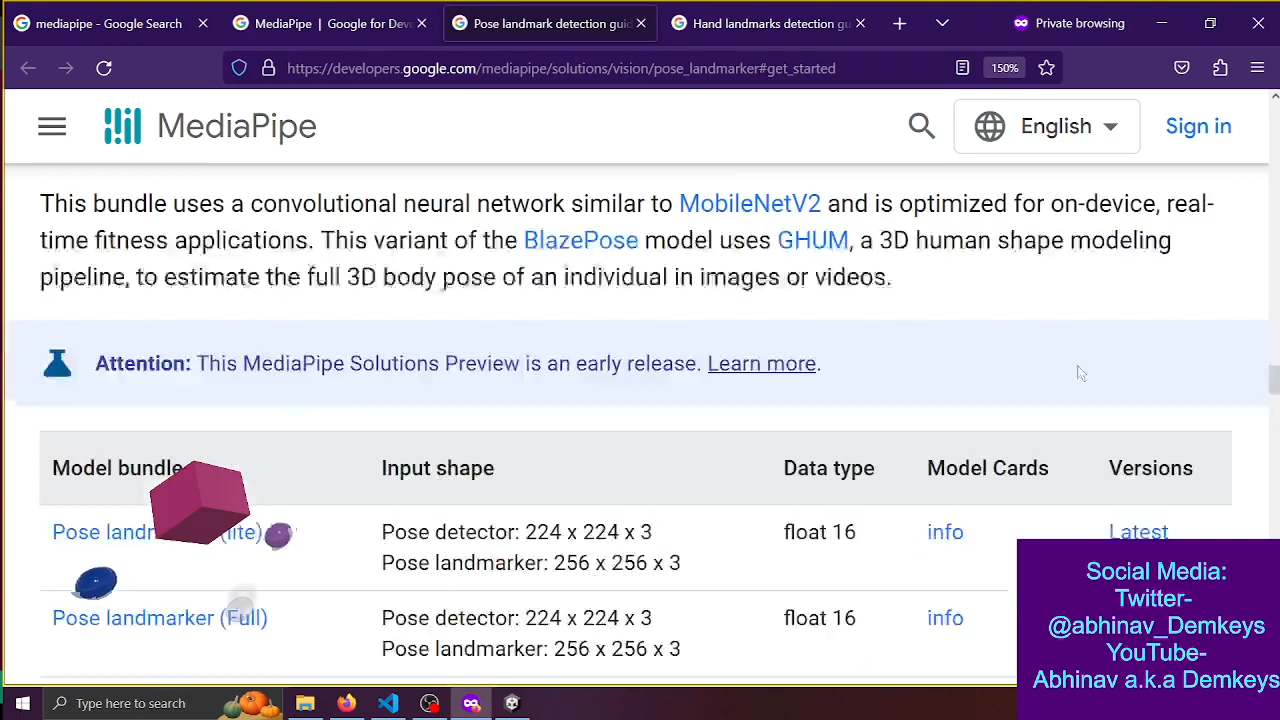 mediapipe - Google Search
MediaPipe | Google for Dev
Pose landmark detection guid
Hand landmarks detection gu
Private browsing
https://developers.google.com/mediapipe/solutions/vision/pose_landmarker#get_started
150%
MediaPipe
English
Sign in
This bundle uses a convolutional neural network similar to MobileNetV2 and is optimized for on-device, real-
time fitness applications. This variant of the BlazePose model uses GHUM, a 3D human shape modeling
pipeline, to estimate the full 3D body pose of an individual in images or videos.
Attention: This MediaPipe Solutions Preview is an early release. Learn more.
Model bundle Input shape Data type Model Cards Versions
Pose landm (lite) Pose detector: 224 x 224 x 3 float 16 info Latest
Pose landmarker: 256 x 256 x 3
Pose landmarker (Full) Pose detector: 224 x 224 x 3 float 16 info
Pose landmarker: 256 x 256 x 3
Social Media:
Twitter-
@abhinav_Demkeys
YouTube-
Abhinav a.k.a Demkeys
Type here to search